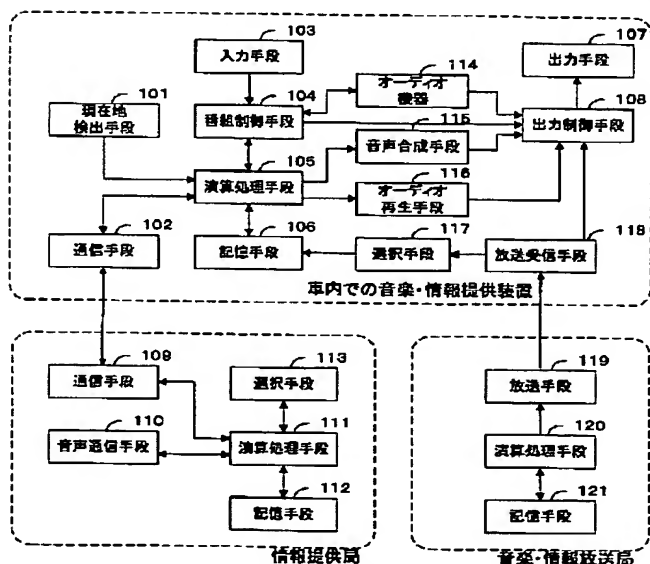 103
入力手段
107
出力手段
114
オーディオ
機器
101
現在地
検出手段
104
番組制御手段
108
出力制御手段
115
音声合成手段
105
演算処理手段
116
オーディオ
再生手段
102
通信手段
106
記憶手段
117
選択手段
118
放送受信手段
車内での音楽・情報提供装置
109
通信手段
113
選択手段
119
放送手段
110
音声通信手段
111
演算処理手段
120
演算処理手段
112
記憶手段
121
記憶手段
情報提供局
音楽・情報放送局